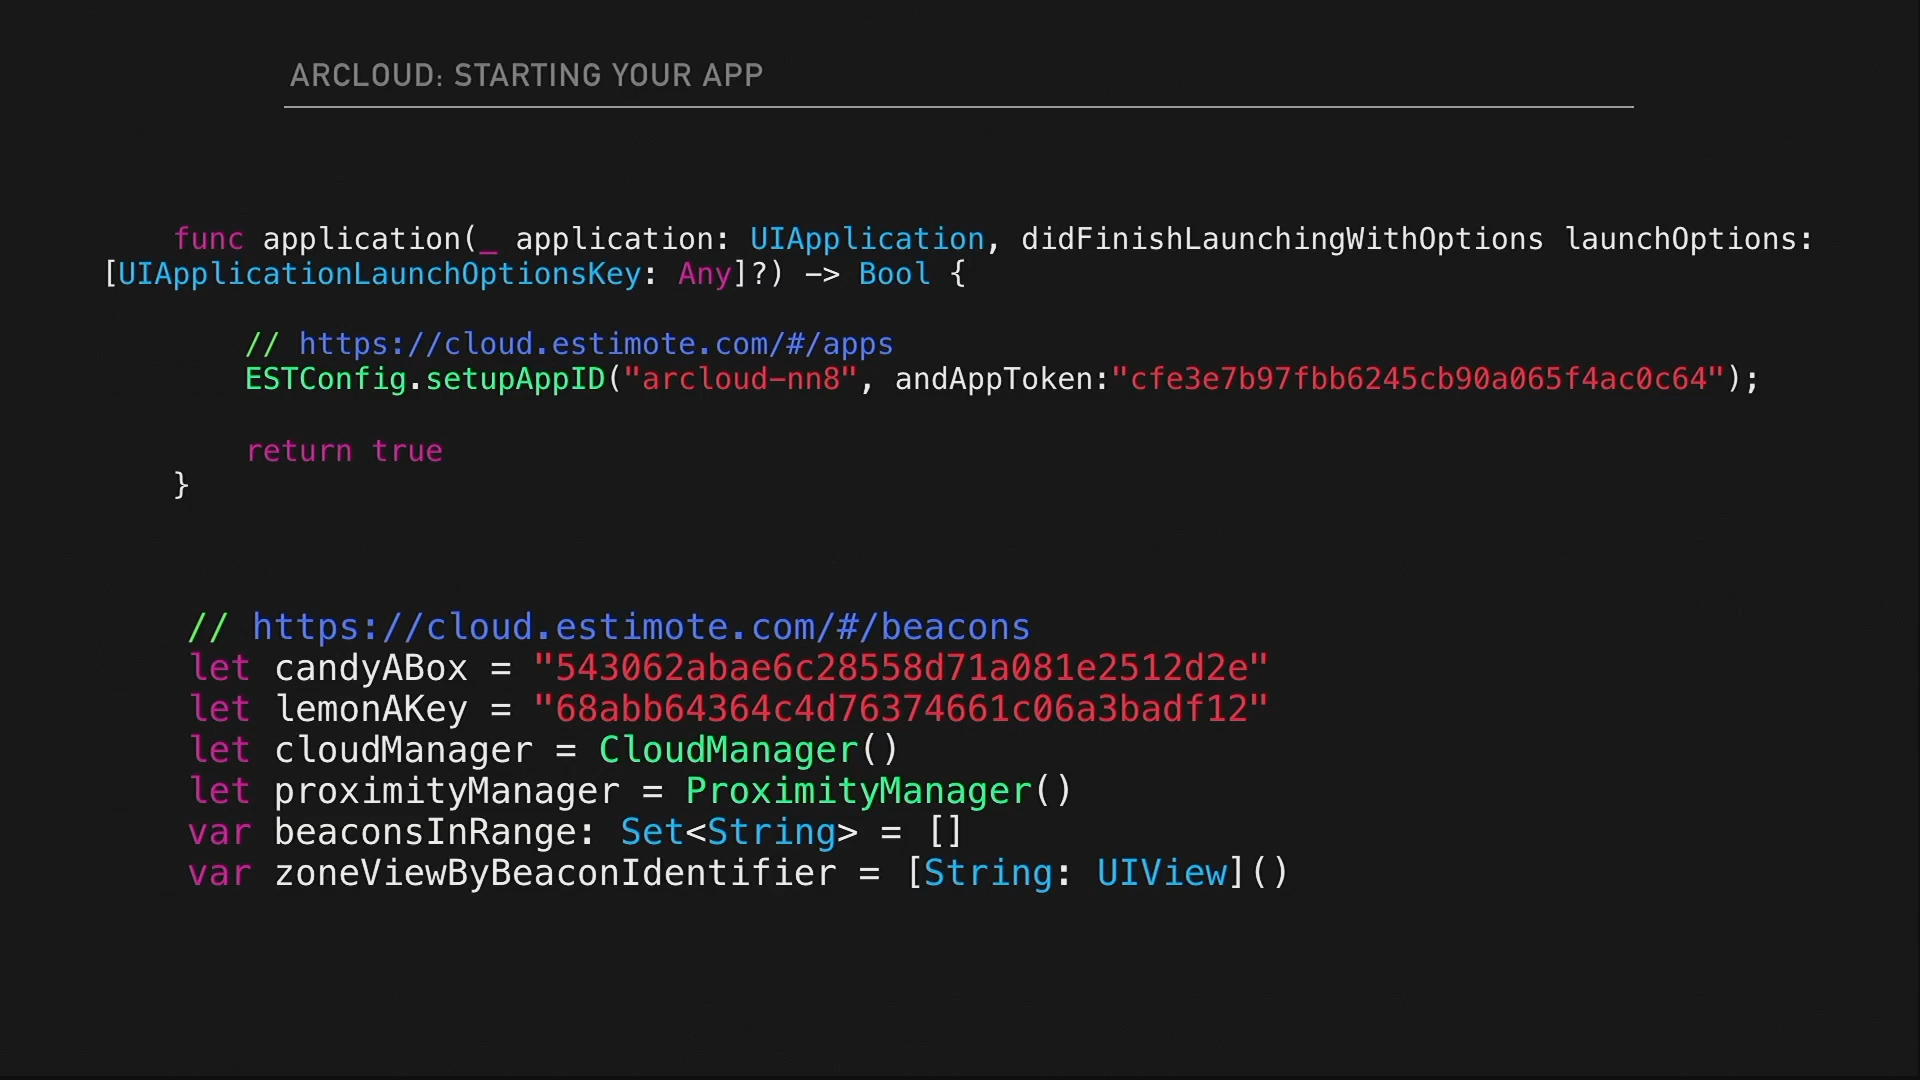 ARCLOUD: STARTING YOUR APP
func application(_ application: UIApplication, didFinishLaunchingWithOptions launchOptions:
[UIApplicationLaunchOptionsKey: Any]?) -> Bool {
// https://cloud.estimote.com/#/apps
ESTConfig.setupAppID("arcloud-nn8", andAppToken:"cfe3e7b97fbb6245cb90a065f4ac0c64");
return true
}
// https://cloud.estimote.com/#/beacons
let candyABox = "543062abae6c28558d71a081e2512d2e"
let lemonAKey = "68abb64364c4d76374661c06a3badf12"
let cloudManager = CloudManager()
let proximityManager = ProximityManager()
var beaconsInRange: Set<String> = []
var zoneViewByBeaconIdentifier = [String: UIView]()